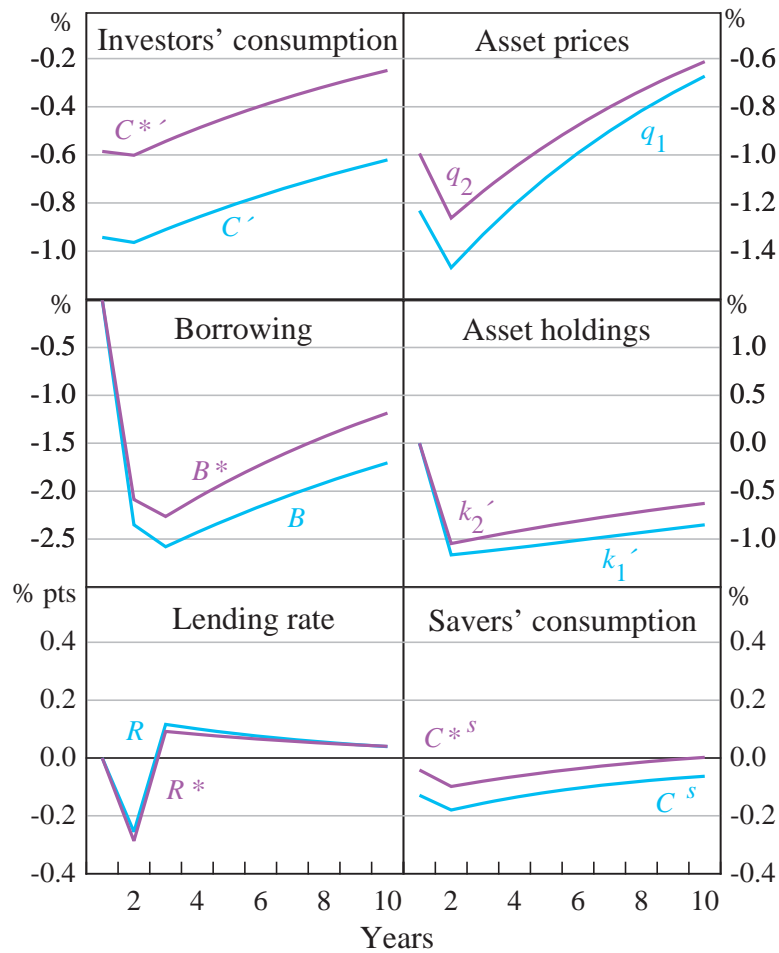 % %
Investors’ consumption Asset prices
-0.2 -0.6
-0.4 -0.8
C*´ q1
-0.6 -1.0
q2
-0.8 -1.2
C´
-1.0 -1.4
% %
Borrowing Asset holdings
-0.5 1.0
-1.0 0.5
-1.5 0.0
B*
-2.0 -0.5
B k2´
-2.5 -1.0
k1´
% pts %
Lending rate Savers’ consumption
0.4 0.4
0.2 0.2
R C*s
0.0 0.0
R* Cs
-0.2 -0.2
-0.4 -0.4
2 4 6 8 10 2 4 6 8 10
Years